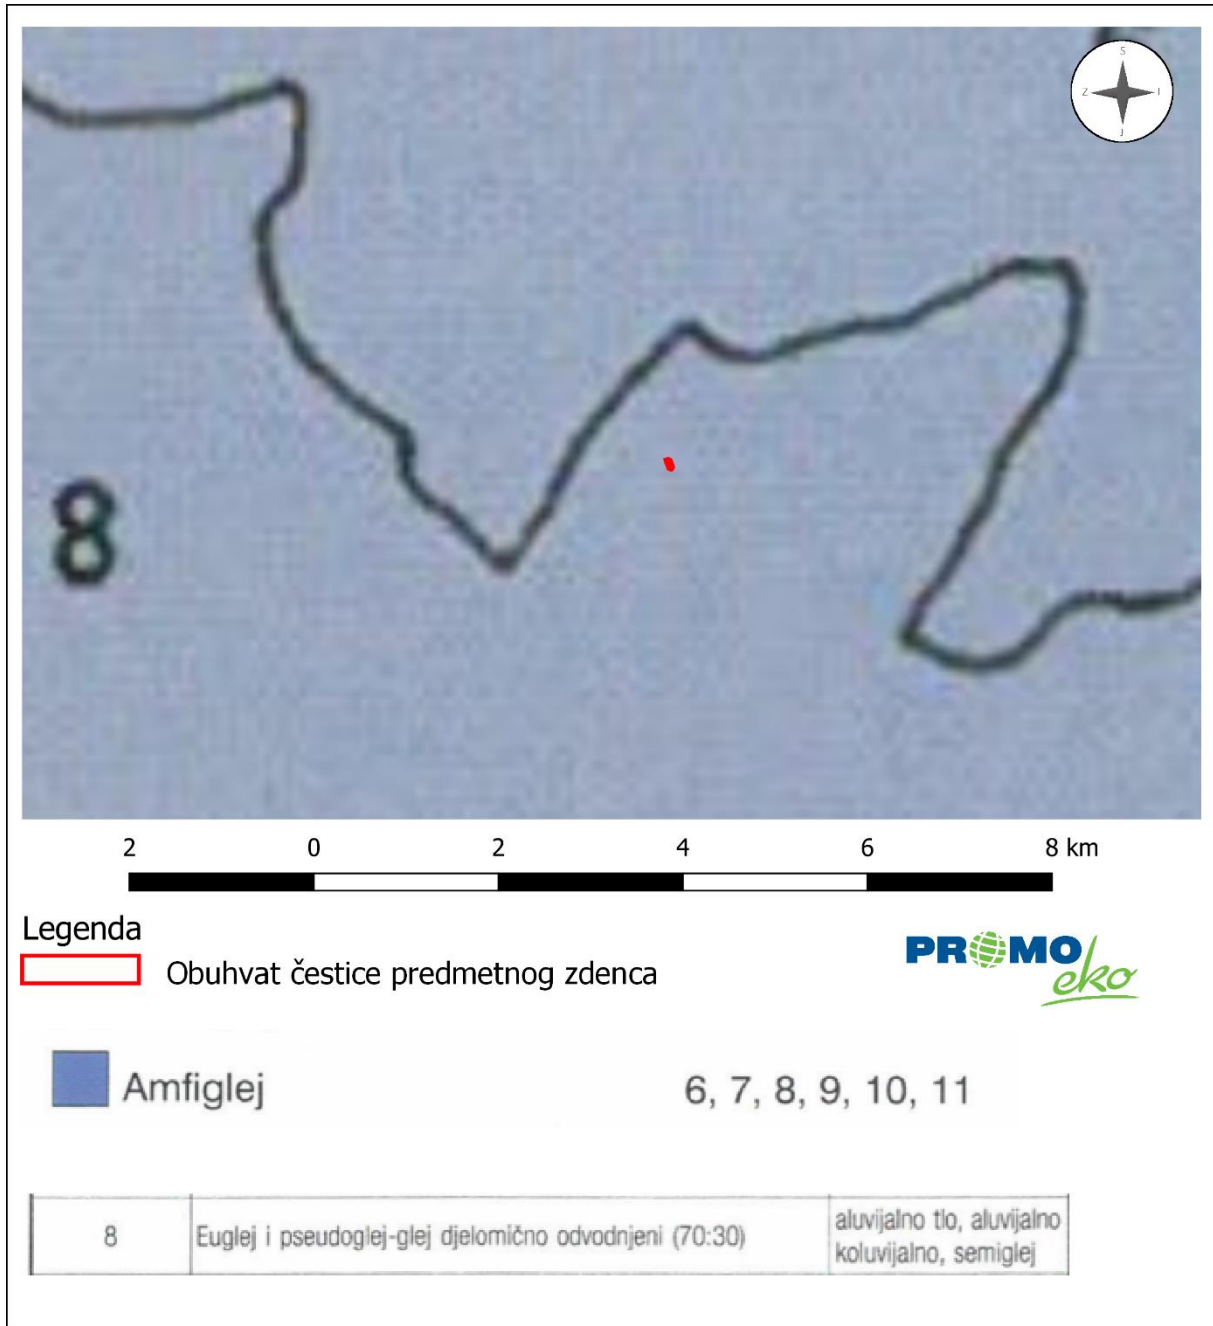 S
Z I
J
8
2 0 2 4 6 8 km
Legenda
Obuhvat čestice predmetnog zdenca
PROMO
eko
Amfiglej 6, 7, 8, 9, 10, 11
8 Euglej i pseudoglej-glej djelomično odvodnjeni (70:30) aluvijalno tlo, aluvijalno
koluvijalno, semiglej